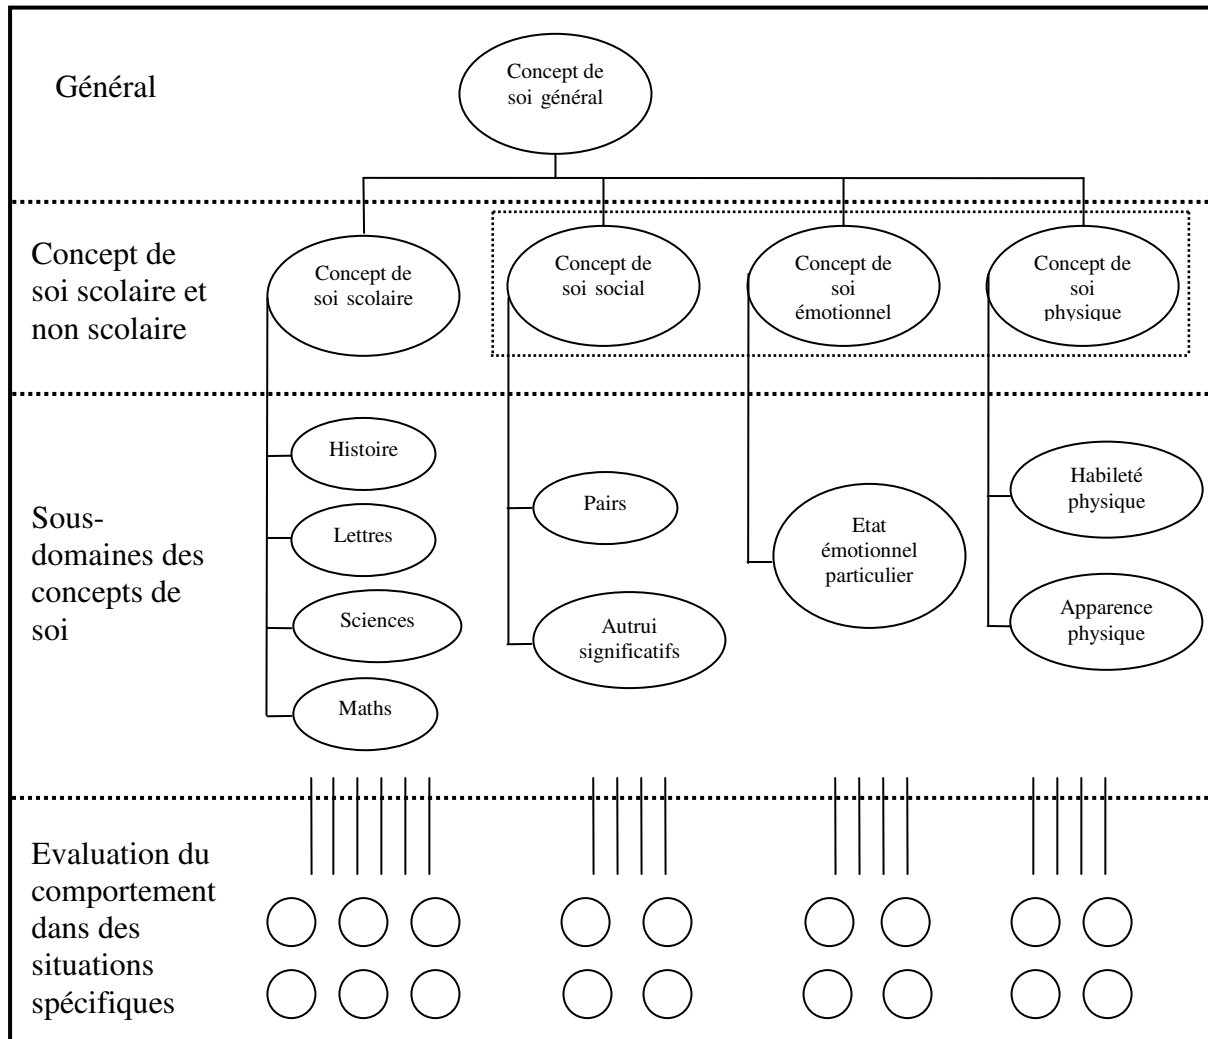 Général
Concept de
soi général
Concept de
soi scolaire et
non scolaire
Concept de
soi scolaire
Concept de
soi social
Concept de
soi
émotionnel
Concept de
soi
physique
Sous-
domaines des
concepts de
soi
Histoire
Lettres
Sciences
Maths
Pairs
Autrui
significatifs
Etat
émotionnel
particulier
Habileté
physique
Apparence
physique
Evaluation du
comportement
dans des
situations
spécifiques